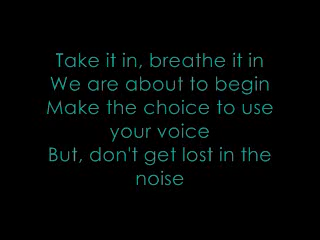 Take it in, breathe it in
We are about to begin
Make the choice to use
your voice
But, don't get lost in the
noise